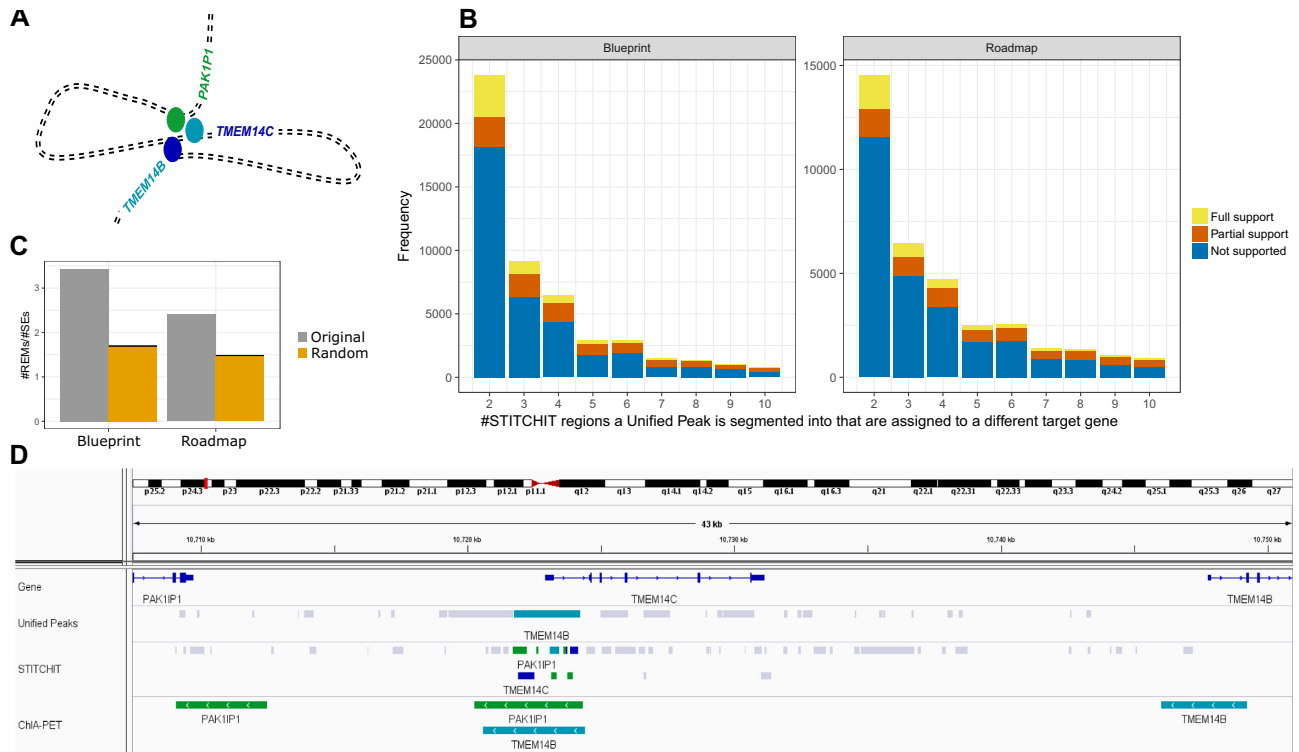 A
PAK1P1
TMEM14C
TMEM14B
B
Blueprint
Roadmap
Frequency
25000
20000
15000
10000
5000
0
2 3 4 5 6 7 8 9 10
15000
10000
5000
0
2 3 4 5 6 7 8 9 10
#STITCHIT regions a Unified Peak is segmented into that are assigned to a different target gene
Full support
Partial support
Not supported
C
#REMs/#SEs
3
2
1
0
Blueprint Roadmap
Original
Random
D
p25.2 p24.3 p23 p22.3 p22.2 p21.33 p21.2 p21.1 p12.3 p12.1 p11.1 q12 q13 q14.1 q14.2 q15 q16.1 q16.3 q21 q22.1 q22.31 q22.33 q23.3 q24.2 q25.1 q25.3 q26 q27
43 kb
10.710 kb 10.720 kb 10.730 kb 10.740 kb 10.750 kb
Gene
PAK1IP1 TMEM14C TMEM14B
Unified Peaks
TMEM14B
STITCHIT
PAK1IP1
TMEM14C
ChIA-PET
PAK1IP1 PAK1IP1 TMEM14B
TMEM14B